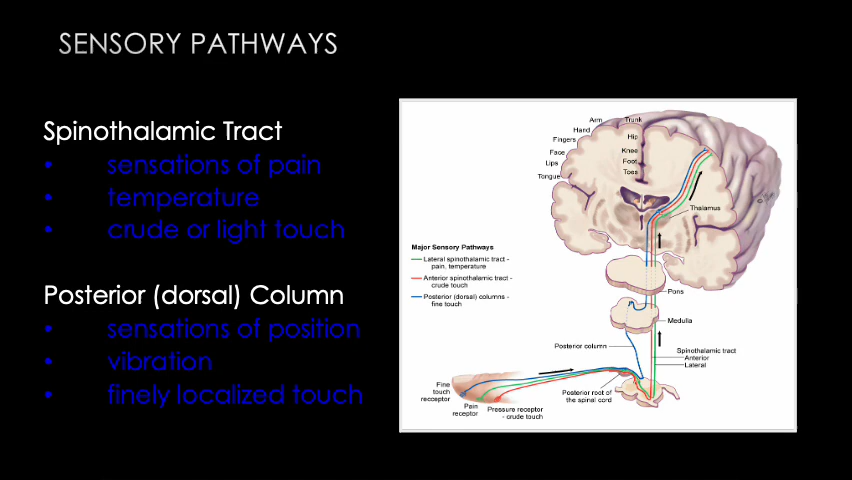 SENSORY PATHWAYS
Spinothalamic Tract
• sensations of pain
• temperature
• crude or light touch
Posterior (dorsal) Column
• sensations of position
• vibration
• finely localized touch
Arm
Trunk
Hand
Hip
Fingers
Knee
Face
Foot
Lips
Toes
Tongue
Thalamus
Major Sensory Pathways
Lateral spinothalamic tract -
pain, temperature
Anterior spinothalamic tract -
crude touch
Posterior (dorsal) columns -
fine touch
Pons
Medulla
Posterior column
Spinothalamic tract
Anterior
Lateral
Fine
touch
receptor
Pain
receptor
Pressure receptor
- crude touch
Posterior root of
the spinal cord